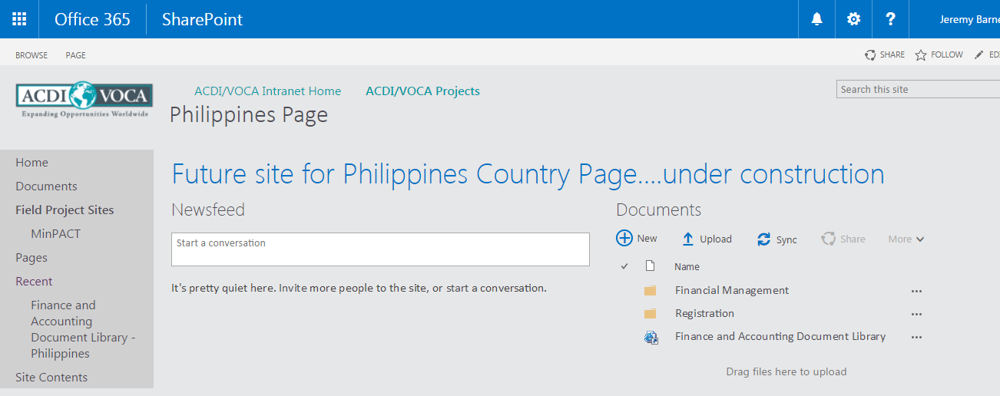 Office 365
SharePoint
?
BROWSE
PAGE
SHARE
FOLLOW
ACDI VOCA
Expanding Opportunities Worldwide
ACDI/VOCA Intranet Home
ACDI/VOCA Projects
Search this site
Philippines Page
Home
Documents
Field Project Sites
MinPACT
Pages
Recent
Finance and
Accounting
Document Library -
Philippines
Site Contents
Future site for Philippines Country Page....under construction
Newsfeed
Start a conversation
It's pretty quiet here. Invite more people to the site, or start a conversation.
Documents
New
Upload
Sync
Share
More
Name
Financial Management
...
Registration
...
Finance and Accounting Document Library
...
Drag files here to upload
Jeremy